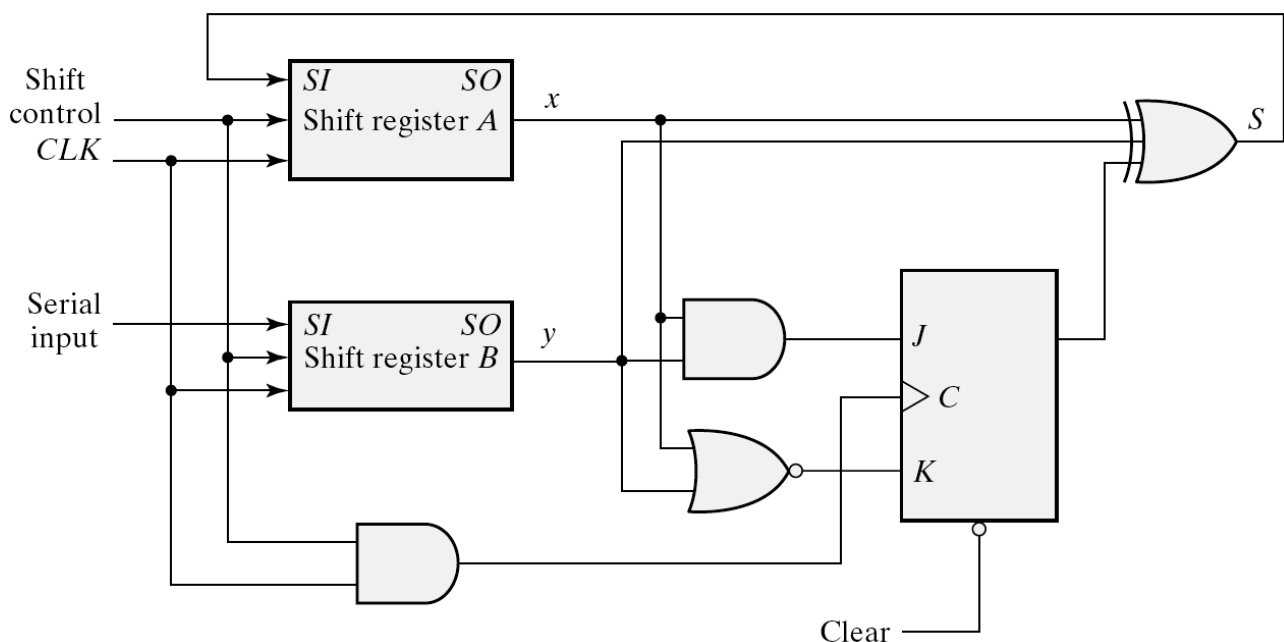 Shift
control
CLK
SI SO
Shift register A
x
S
Serial
input
SI SO
Shift register B
y
J
C
K
Clear